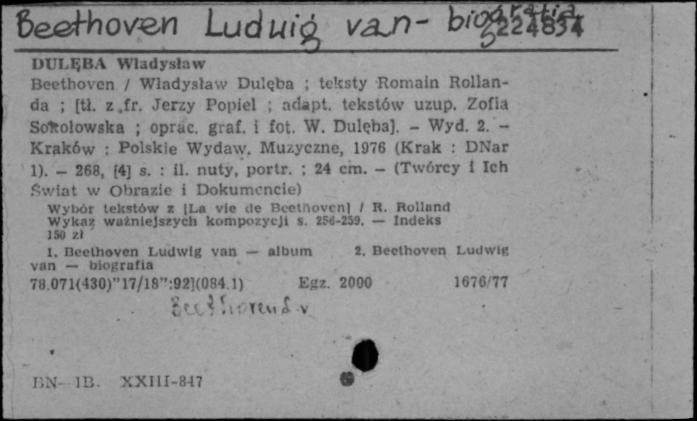 Beethoven Ludwig van - biografia
DULĘBA Władysław
Beethoven / Władysław Dulęba ; teksty Romain Rollan-
da ; [tł. z fr. Jerzy Popiel ; adapt. tekstów uzup. Zofia
Sokołowska ; oprac. graf. i fot. W. Dulęba]. — Wyd. 2. —
Kraków : Polskie Wydaw. Muzyczne, 1976 (Krak : DNar
1). — 268, [4] s. : il. nuty, portr. ; 24 cm. — (Twórcy i Ich
Świat w Obrazie i Dokumencie)
Wybór tekstów z [La vie de Beethoven] / R. Rolland
Wykaz ważniejszych kompozycji s. 256-259. — Indeks
150 zł
1. Beethoven Ludwig van — album 2. Beethoven Ludwig
van — biografia
78.071(430)"17/18":92](084.1) Egz. 2000 1676/77
Beethoven L. v
BN—1B. XXIII-847